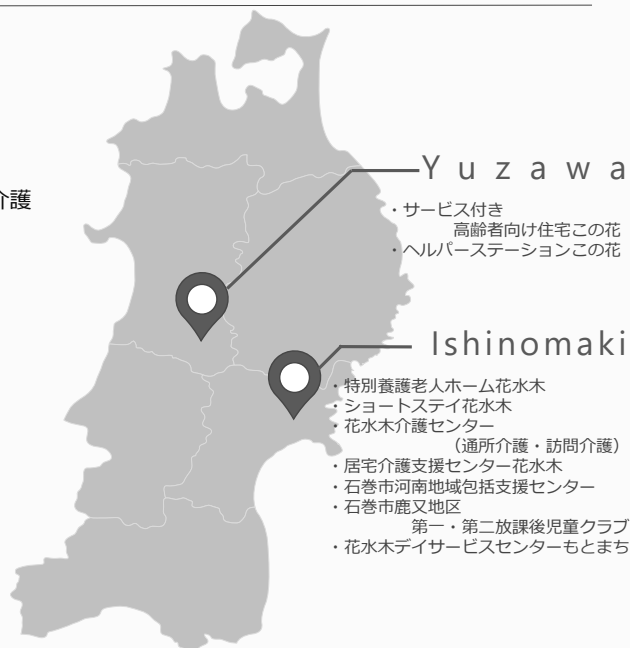 介護
Yuzawa
・サービス付き
高齢者向け住宅この花
・ヘルパーステーションこの花
Ishinomaki
・特別養護老人ホーム花水木
・ショートステイ花水木
・花水木介護センター
（通所介護・訪問介護）
・居宅介護支援センター花水木
・石巻市河南地域包括支援センター
・石巻市鹿又地区
第一・第二放課後児童クラブ
・花水木デイサービスセンターもとまち